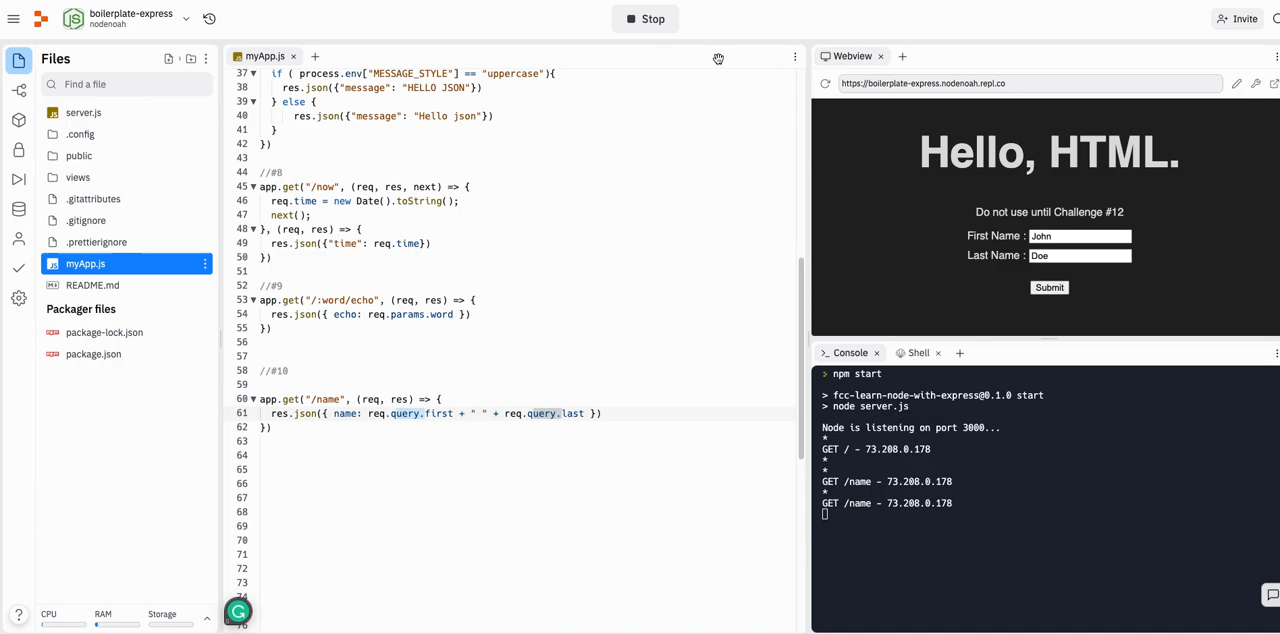 boilerplate-express
nodenoah
Stop
Invite
Files
Find a file
server.js
.config
public
views
.gitattributes
.gitignore
.prettierignore
myApp.js
README.md
Packager files
package-lock.json
package.json
CPU RAM Storage
myApp.js
37 if ( process.env["MESSAGE_STYLE"] == "uppercase"){
38 res.json({"message": "HELLO JSON"})
39 } else {
40 res.json({"message": "Hello json"})
41 }
42 })
43
44 //#8
45 app.get("/now", (req, res, next) => {
46 req.time = new Date().toString();
47 next();
48 }, (req, res) => {
49 res.json({"time": req.time})
50 })
51
52 //#9
53 app.get("/:word/echo", (req, res) => {
54 res.json({ echo: req.params.word })
55 })
56
57
58 //#10
59
60 app.get("/name", (req, res) => {
61 res.json({ name: req.query.first + " " + req.query.last })
62 })
63
64
65
66
67
68
69
70
71
72
73
74
76
Webview
https://boilerplate-express.nodenoah.repl.co
Hello, HTML.
Do not use until Challenge #12
First Name : John
Last Name : Doe
Submit
Console Shell
> npm start
> fcc-learn-node-with-express@0.1.0 start
> node server.js
Node is listening on port 3000...
*
GET / - 73.208.0.178
*
*
GET /name - 73.208.0.178
*
GET /name - 73.208.0.178